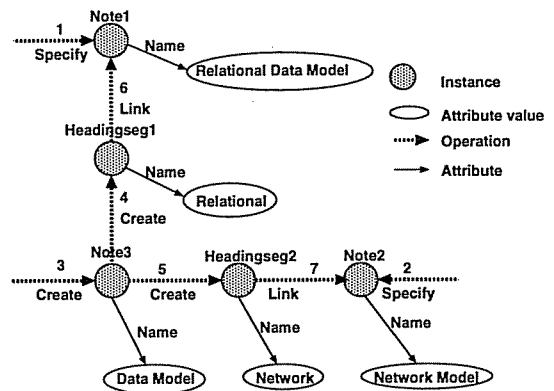 Note1
1
Specify
Name
Relational Data Model
6
Link
Instance
Attribute value
Operation
Attribute
Headingseg1
Name
Relational
4
Create
Note3
3
Create
5
Create
Headingseg2
7
Link
Note2
2
Specify
Name
Name
Name
Data Model
Network
Network Model